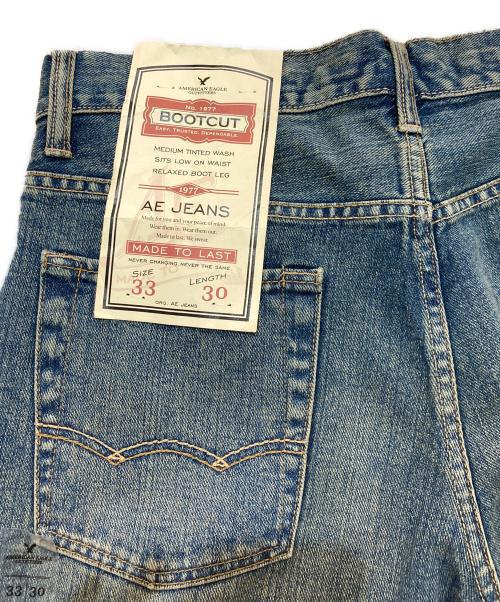 AMERICAN EAGLE
OUTFITTERS
No. 1977
BOOTCUT
EASY. TRUSTED. DEPENDABLE.
MEDIUM TINTED WASH
SITS LOW ON WAIST
RELAXED BOOT LEG
1977
AE JEANS
Made for you and your peace of mind.
Wear them in. Wear them out.
Made to last. We swear.
MADE TO LAST
NEVER CHANGING. NEVER THE SAME.
SIZE LENGTH
33 30
ORG. AE JEANS
AMERICAN EAGLE
33 30